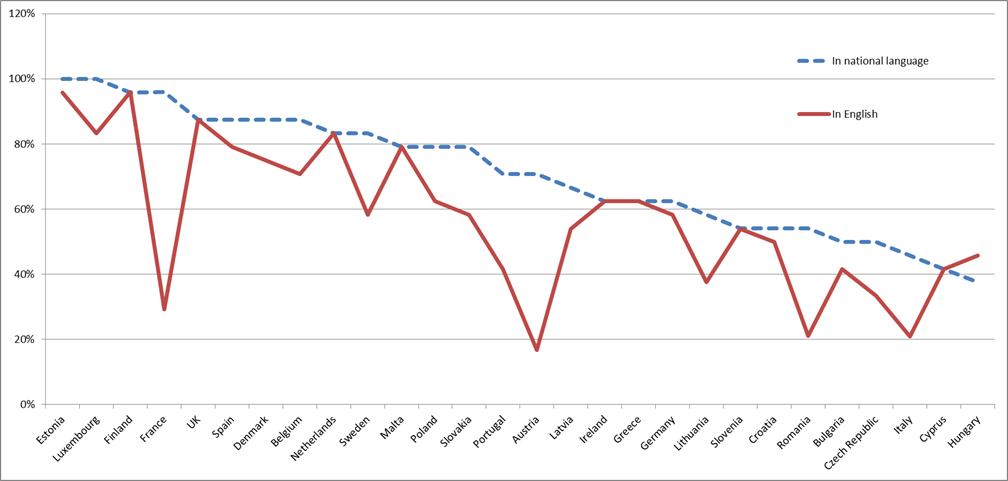 120%
100%
80%
60%
40%
20%
0%
In national language
In English
Estonia
Luxembourg
Finland
France
UK
Spain
Denmark
Belgium
Netherlands
Sweden
Malta
Poland
Slovakia
Portugal
Austria
Latvia
Ireland
Greece
Germany
Lithuania
Slovenia
Croatia
Romania
Bulgaria
Czech Republic
Italy
Cyprus
Hungary